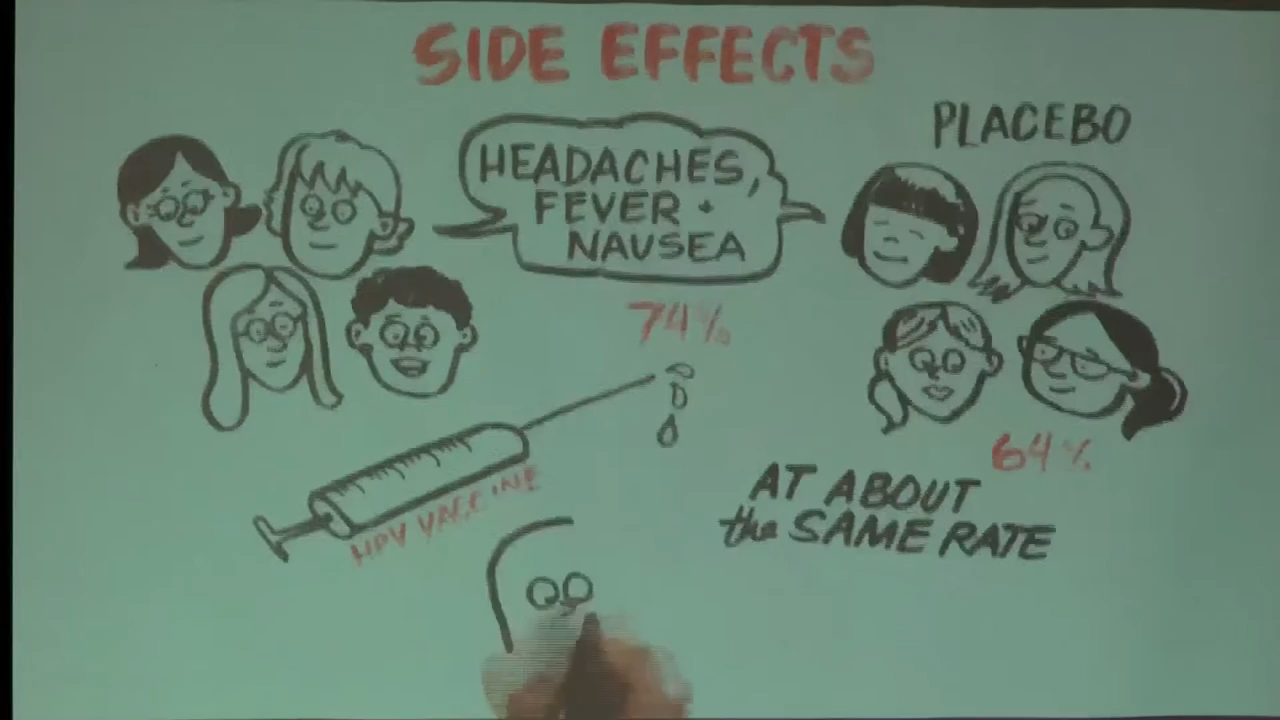 SIDE EFFECTS
PLACEBO
HEADACHES,
FEVER +
NAUSEA
74%
64%
HPV VACCINE
AT ABOUT
the SAME RATE